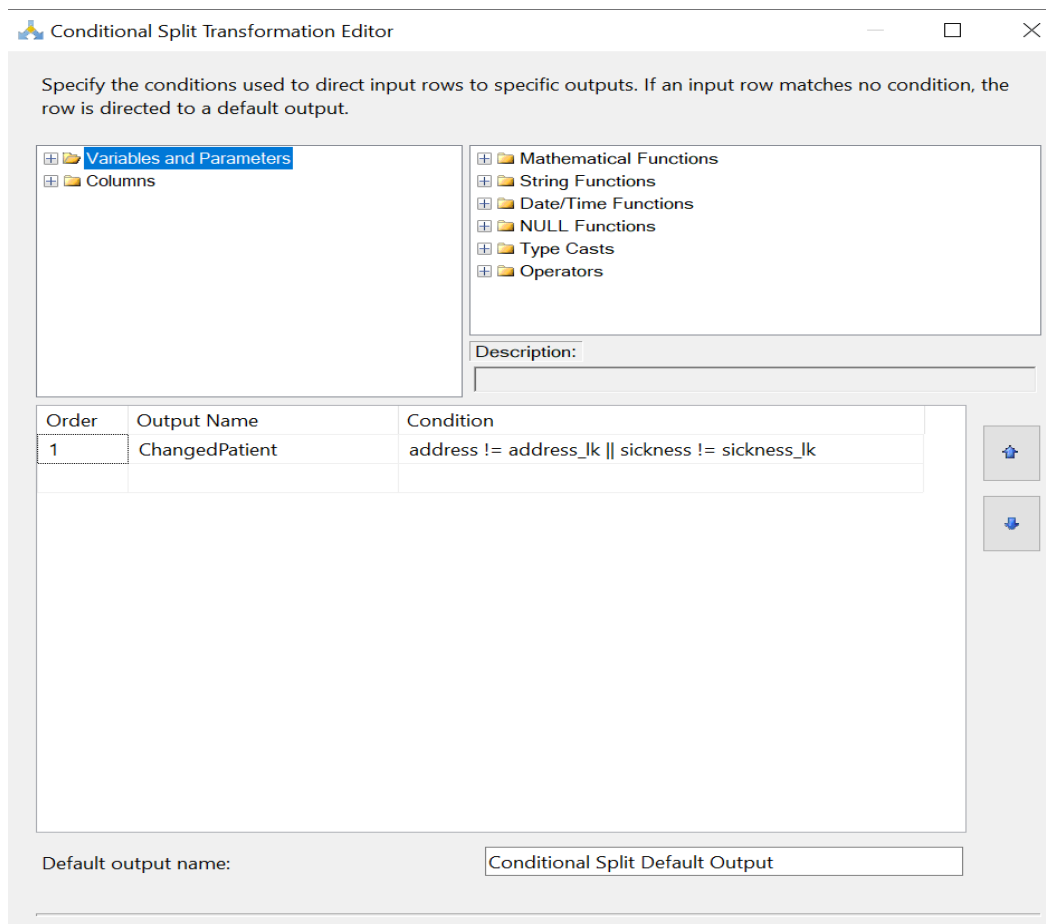 Conditional Split Transformation Editor
Specify the conditions used to direct input rows to specific outputs. If an input row matches no condition, the
row is directed to a default output.
Variables and Parameters
Columns
Mathematical Functions
String Functions
Date/Time Functions
NULL Functions
Type Casts
Operators
Description:
Order Output Name Condition
1 ChangedPatient address != address_lk || sickness != sickness_lk
Default output name: Conditional Split Default Output